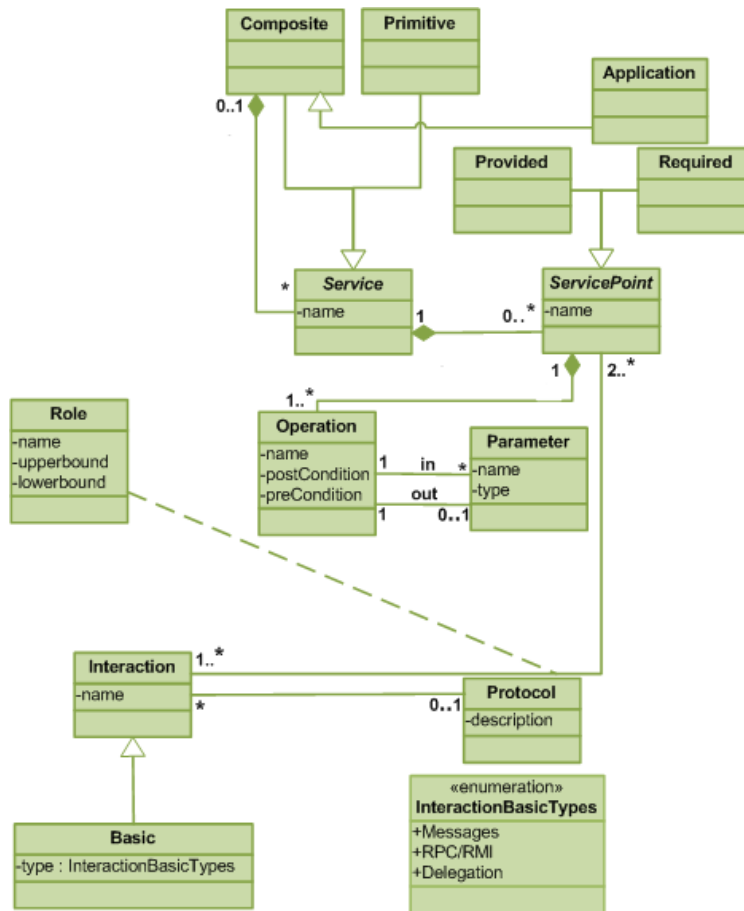 Composite
Primitive
Application
0..1
Provided
Required
*
Service
-name
1
0..*
ServicePoint
-name
1
2..*
1..*
Role
-name
-upperbound
-lowerbound
Operation
-name
-postCondition
-preCondition
1
in
*
out
1
0..1
Parameter
-name
-type
Interaction
-name
1..*
*
0..1
Protocol
-description
Basic
-type : InteractionBasicTypes
«enumeration»
InteractionBasicTypes
+Messages
+RPC/RMI
+Delegation